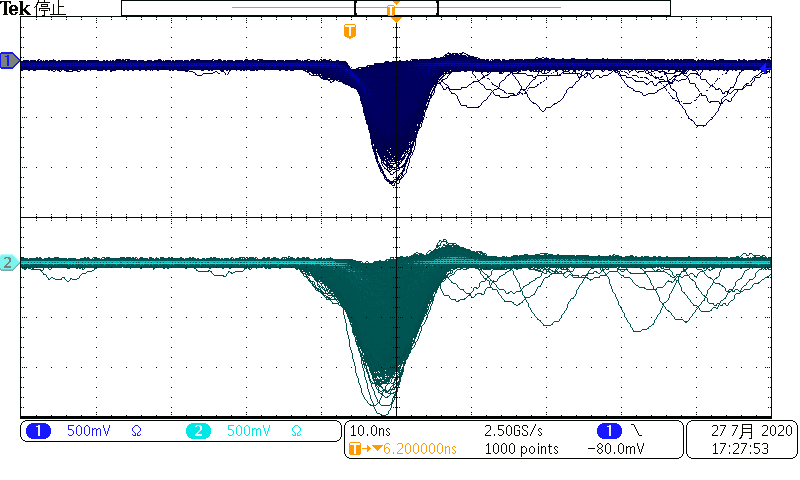 Tek 停止
T
T
1
2
1 500mV Ω 2 500mV Ω
10.0ns 2.50GS/s 1 \
T→▼6.200000ns 1000 points -80.0mV
27 7月 2020
17:27:53